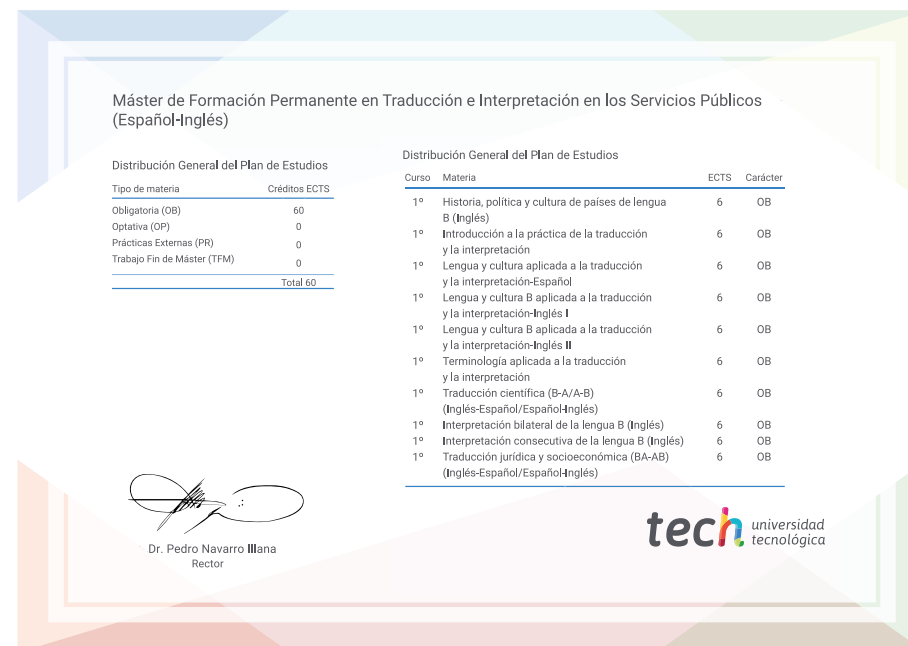 Máster de Formación Permanente en Traducción e Interpretación en los Servicios Públicos
(Español-Inglés)
Distribución General del Plan de Estudios
Tipo de materia Créditos ECTS
Obligatoria (OB) 60
Optativa (OP) 0
Prácticas Externas (PR) 0
Trabajo Fin de Máster (TFM) 0
Total 60
Distribución General del Plan de Estudios
Curso Materia ECTS Carácter
1º Historia, política y cultura de países de lengua 6 OB
B (Inglés)
1º Introducción a la práctica de la traducción 6 OB
y la interpretación
1º Lengua y cultura aplicada a la traducción 6 OB
y la interpretación-Español
1º Lengua y cultura B aplicada a la traducción 6 OB
y la interpretación-Inglés I
1º Lengua y cultura B aplicada a la traducción 6 OB
y la interpretación-Inglés II
1º Terminología aplicada a la traducción 6 OB
y la interpretación
1º Traducción científica (B-A/A-B) 6 OB
(Inglés-Español/Español-Inglés)
1º Interpretación bilateral de la lengua B (Inglés) 6 OB
1º Interpretación consecutiva de la lengua B (Inglés) 6 OB
1º Traducción jurídica y socioeconómica (BA-AB) 6 OB
(Inglés-Español/Español-Inglés)
Dr. Pedro Navarro Illana
Rector
tech universidad
tecnológica